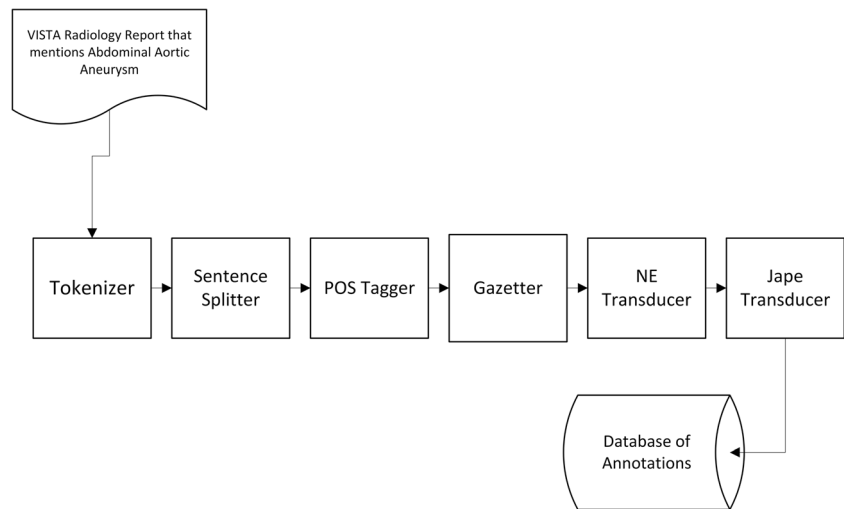 VISTA Radiology Report that
mentions Abdominal Aortic
Aneurysm
Tokenizer
Sentence
Splitter
POS Tagger
Gazetter
NE
Transducer
Jape
Transducer
Database of
Annotations